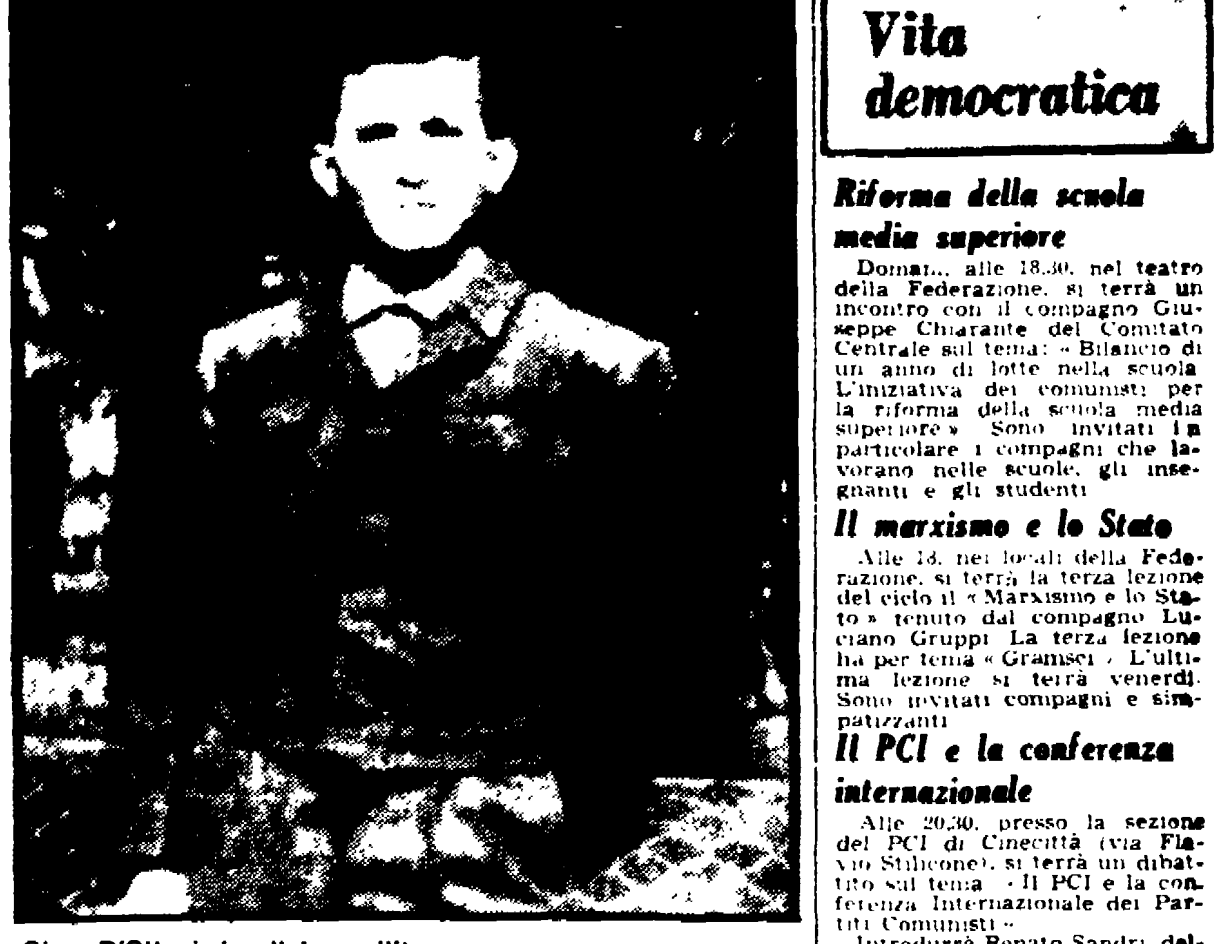 Vita
democratica
Riforma della scuola
media superiore
alle 18.30, nel teatro
della Federazione, si terrà un
incontro con il compagno Giu-
seppe Chiarante del Comitato
Centrale sul tema: « Bilancio di
un anno di lotte nella scuola
L'iniziativa dei comunisti per
la riforma della scuola media
superiore » Sono invitati in
particolare i compagni che la-
vorano nelle scuole, gli inse-
gnanti e gli studenti
Il marxismo e lo Stato
Alle 18, nei locali della Fede-
razione, si terrà la terza lezione
del ciclo il « Marxismo e lo Sta-
to » tenuto dal compagno Lu-
ciano Gruppi La terza lezione
ha per tema « Gramsci » L'ulti-
ma lezione si terrà venerdì.
Sono invitati compagni e sim-
patizzanti
Il PCI e la conferenza
internazionale
Alle 20,30, presso la sezione
del PCI di Cinecittà (via Fla-
vio Stilicone), si terrà un dibat-
tito sul tema « Il PCI e la con-
ferenza Internazionale dei Par-
titi Comunisti »
Introdurrà Renato Sandri, del-